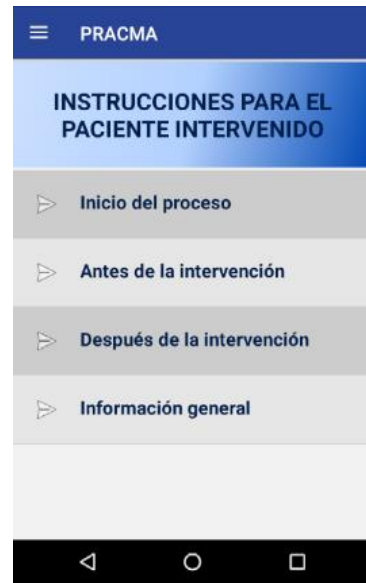 PRACMA
INSTRUCCIONES PARA EL
PACIENTE INTERVENIDO
Inicio del proceso
Antes de la intervención
Después de la intervención
Información general